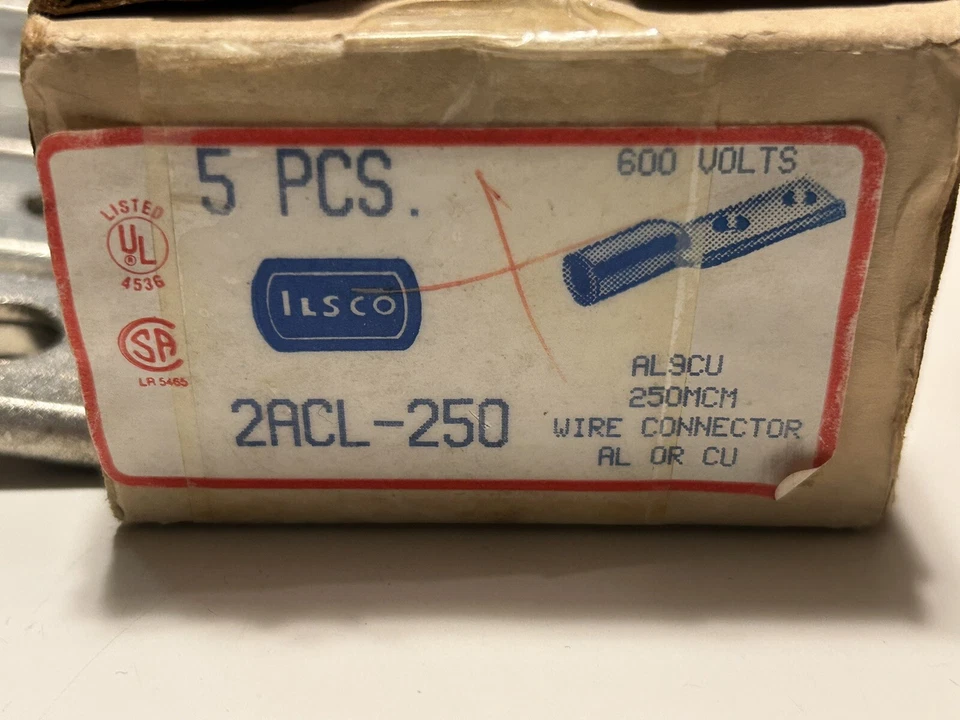 5 PCS.
600 VOLTS
LISTED
UL
®
4536
ILSCO
SA
LR 5465
2ACL-250
AL9CU
250MCM
WIRE CONNECTOR
AL OR CU